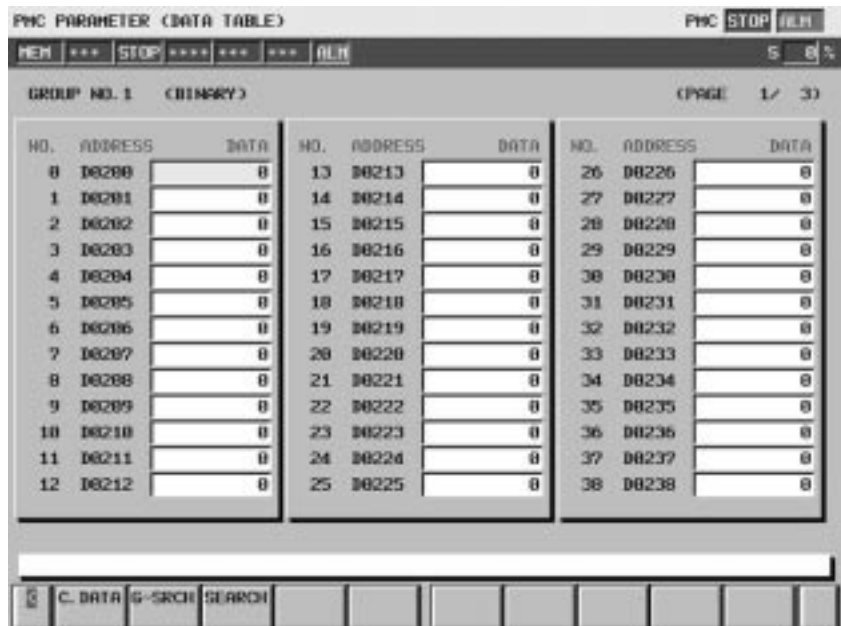 PMC PARAMETER (DATA TABLE) PMC STOP ALM
MEM *** STOP **** *** *** ALM S 0 %
GROUP NO. 1 (BINARY) (PAGE 1/ 3)
NO. ADDRESS DATA NO. ADDRESS DATA NO. ADDRESS DATA
0 D0200 0 13 D0213 0 26 D0226 0
1 D0201 0 14 D0214 0 27 D0227 0
2 D0202 0 15 D0215 0 28 D0228 0
3 D0203 0 16 D0216 0 29 D0229 0
4 D0204 0 17 D0217 0 30 D0230 0
5 D0205 0 18 D0218 0 31 D0231 0
6 D0206 0 19 D0219 0 32 D0232 0
7 D0207 0 20 D0220 0 33 D0233 0
8 D0208 0 21 D0221 0 34 D0234 0
9 D0209 0 22 D0222 0 35 D0235 0
10 D0210 0 23 D0223 0 36 D0236 0
11 D0211 0 24 D0224 0 37 D0237 0
12 D0212 0 25 D0225 0 38 D0238 0
C. DATA G-SRCH SEARCH